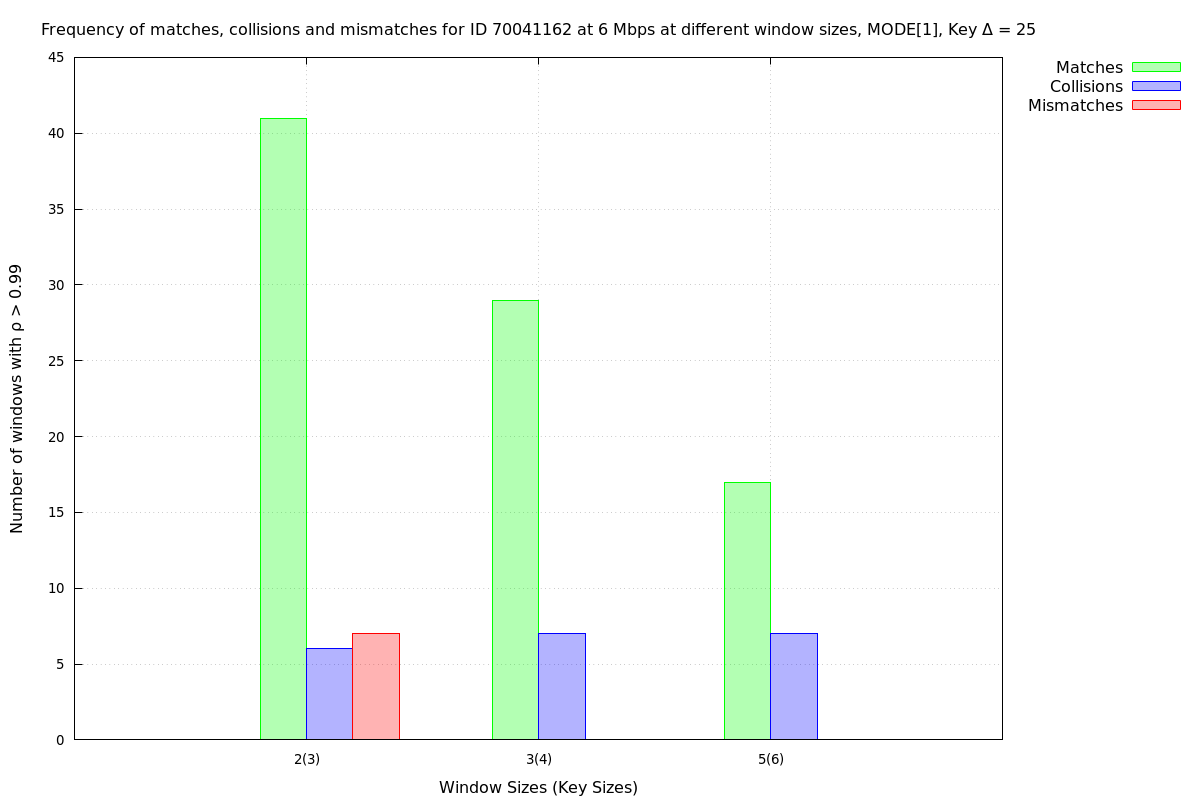 Frequency of matches, collisions and mismatches for ID 70041162 at 6 Mbps at different window sizes, MODE[1], Key Δ = 25
Matches
Collisions
Mismatches
Number of windows with ρ > 0.99
45
40
35
30
25
20
15
10
5
0
2(3)
3(4)
5(6)
Window Sizes (Key Sizes)